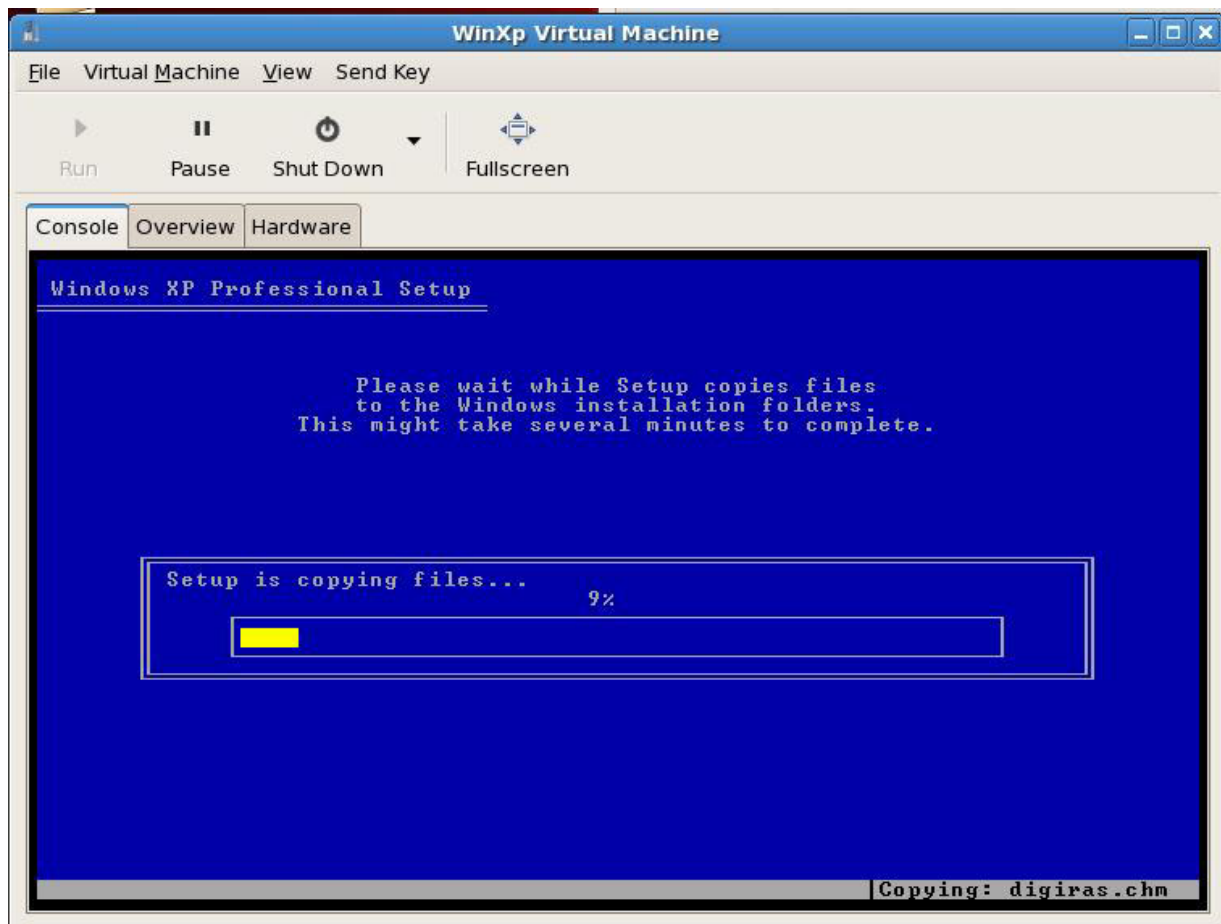 WinXp Virtual Machine
File Virtual Machine View Send Key
Run Pause Shut Down Fullscreen
Console Overview Hardware
Windows XP Professional Setup
Please wait while Setup copies files
to the Windows installation folders.
This might take several minutes to complete.
Setup is copying files...
9%
Copying: digiras.chm